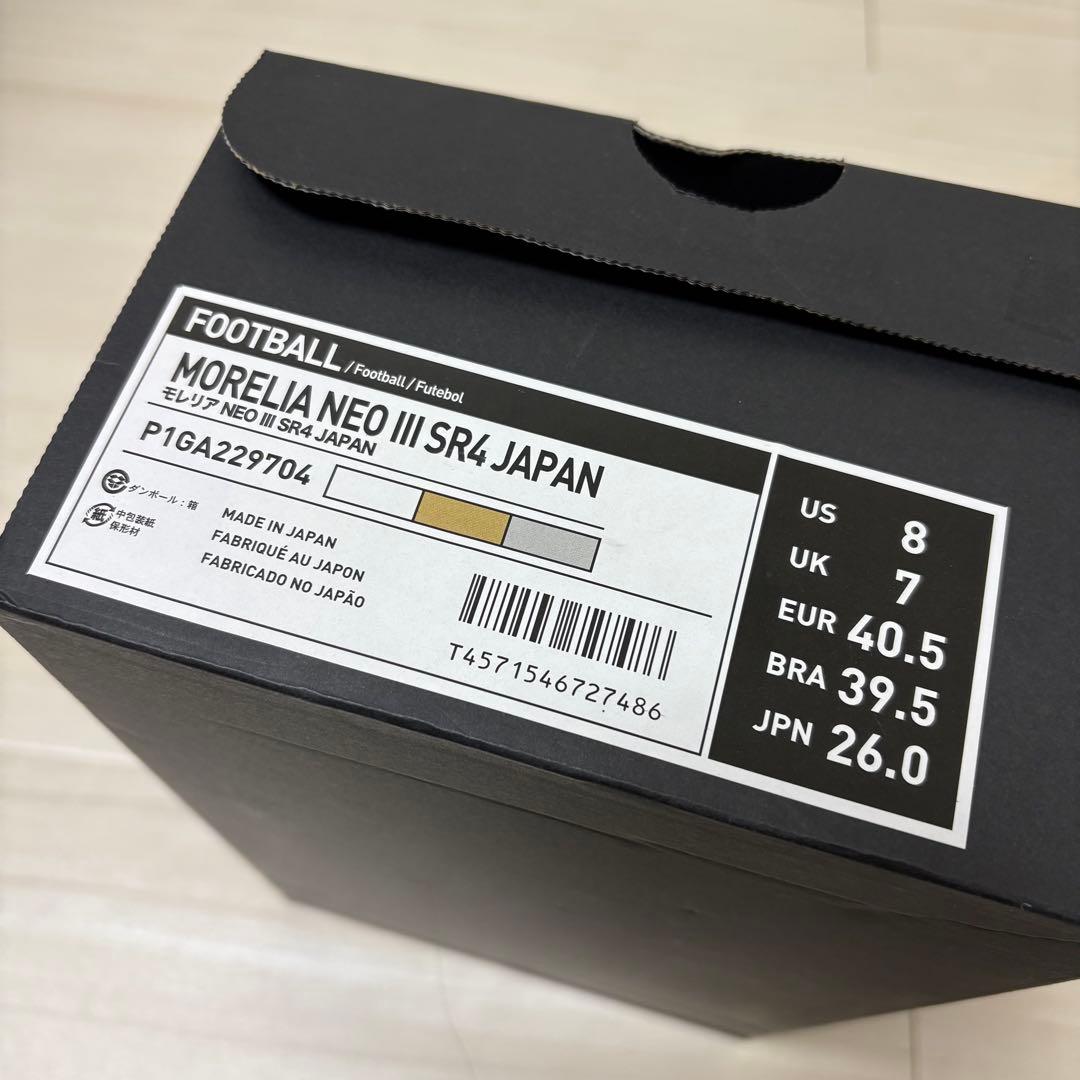 FOOTBALL /Football/Futebol
MORELIA NEO III SR4 JAPAN
モレリア NEO III SR4 JAPAN
P1GA229704
ダンボール：箱
紙 中包装紙
保形材
MADE IN JAPAN
FABRIQUÉ AU JAPON
FABRICADO NO JAPÃO
T4571546727486
US 8
UK 7
EUR 40.5
BRA 39.5
JPN 26.0